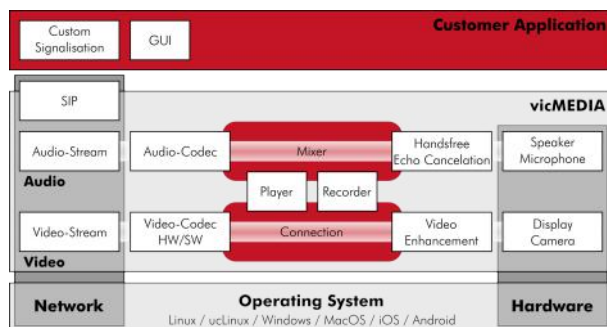 Customer Application
Custom
Signalisation
GUI
SIP
vicMEDIA
Audio-Stream
Audio-Codec
Mixer
Handsfree
Echo Cancelation
Speaker
Microphone
Audio
Player
Recorder
Video-Stream
Video-Codec
HW/SW
Connection
Video
Enhancement
Display
Camera
Video
Network
Operating System
Linux / ucLinux / Windows / MacOS / iOS / Android
Hardware